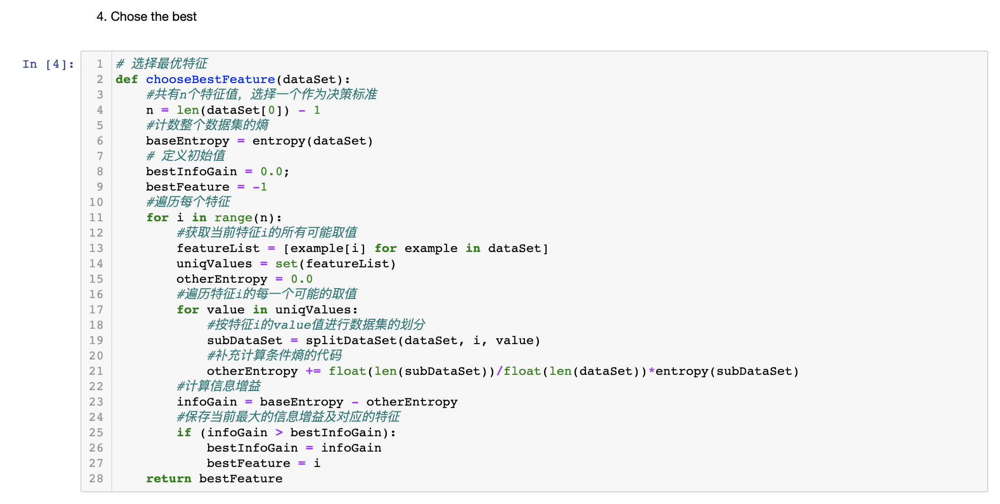 4. Chose the best
In [4]:
1 # 选择最优特征
2 def chooseBestFeature(dataSet):
3     #共有n个特征值，选择一个作为决策标准
4     n = len(dataSet[0]) - 1
5     #计数整个数据集的熵
6     baseEntropy = entropy(dataSet)
7     # 定义初始值
8     bestInfoGain = 0.0;
9     bestFeature = -1
10     #遍历每个特征
11     for i in range(n):
12         #获取当前特征i的所有可能取值
13         featureList = [example[i] for example in dataSet]
14         uniqValues = set(featureList)
15         otherEntropy = 0.0
16         #遍历特征i的每一个可能的取值
17         for value in uniqValues:
18             #按特征i的value值进行数据集的划分
19             subDataSet = splitDataSet(dataSet, i, value)
20             #补充计算条件熵的代码
21             otherEntropy += float(len(subDataSet))/float(len(dataSet))*entropy(subDataSet)
22         #计算信息增益
23         infoGain = baseEntropy - otherEntropy
24         #保存当前最大的信息增益及对应的特征
25         if (infoGain > bestInfoGain):
26             bestInfoGain = infoGain
27             bestFeature = i
28     return bestFeature